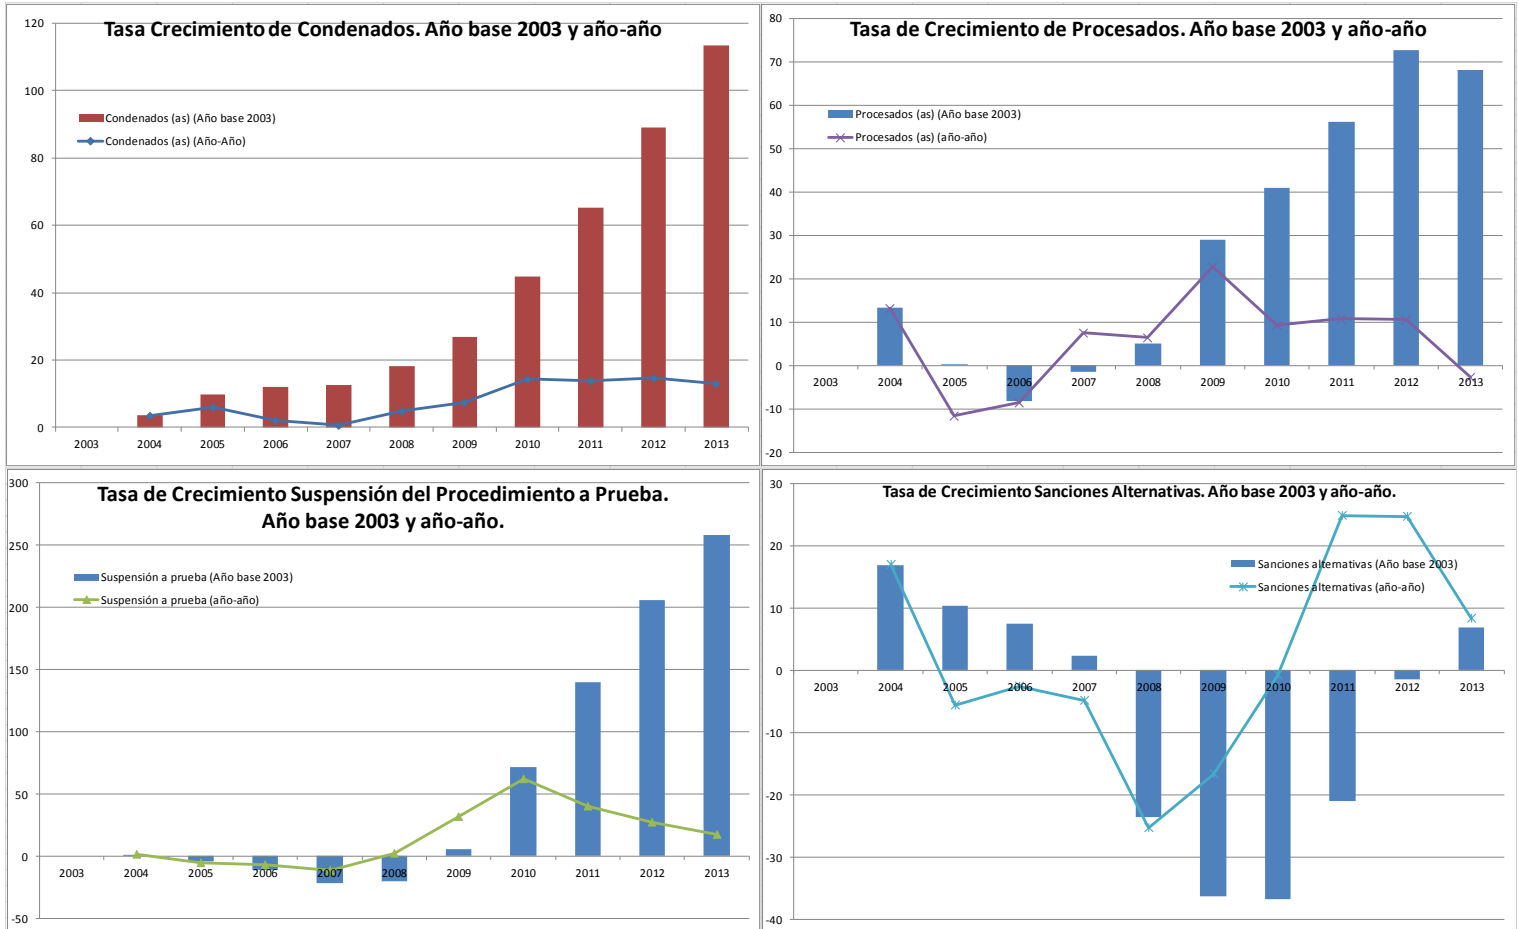 Tasa Crecimiento de Condenados. Año base 2003 y año-año
120
100
80
60
40
20
0
Condenados (as) (Año base 2003)
Condenados (as) (Año-Año)
2003 2004 2005 2006 2007 2008 2009 2010 2011 2012 2013
Tasa de Crecimiento de Procesados. Año base 2003 y año-año
80
70
60
50
40
30
20
10
0
-10
-20
Procesados (as) (Año base 2003)
Procesados (as) (año-año)
2003 2004 2005 2006 2007 2008 2009 2010 2011 2012 2013
Tasa de Crecimiento Suspensión del Procedimiento a Prueba.
Año base 2003 y año-año.
300
250
200
150
100
50
0
-50
Suspensión a prueba (Año base 2003)
Suspensión a prueba (año-año)
2003 2004 2005 2006 2007 2008 2009 2010 2011 2012 2013
Tasa de Crecimiento Sanciones Alternativas. Año base 2003 y año-año.
30
20
10
0
-10
-20
-30
-40
Sanciones alternativas (Año base 2003)
Sanciones alternativas (año-año)
2003 2004 2005 2006 2007 2008 2009 2010 2011 2012 2013